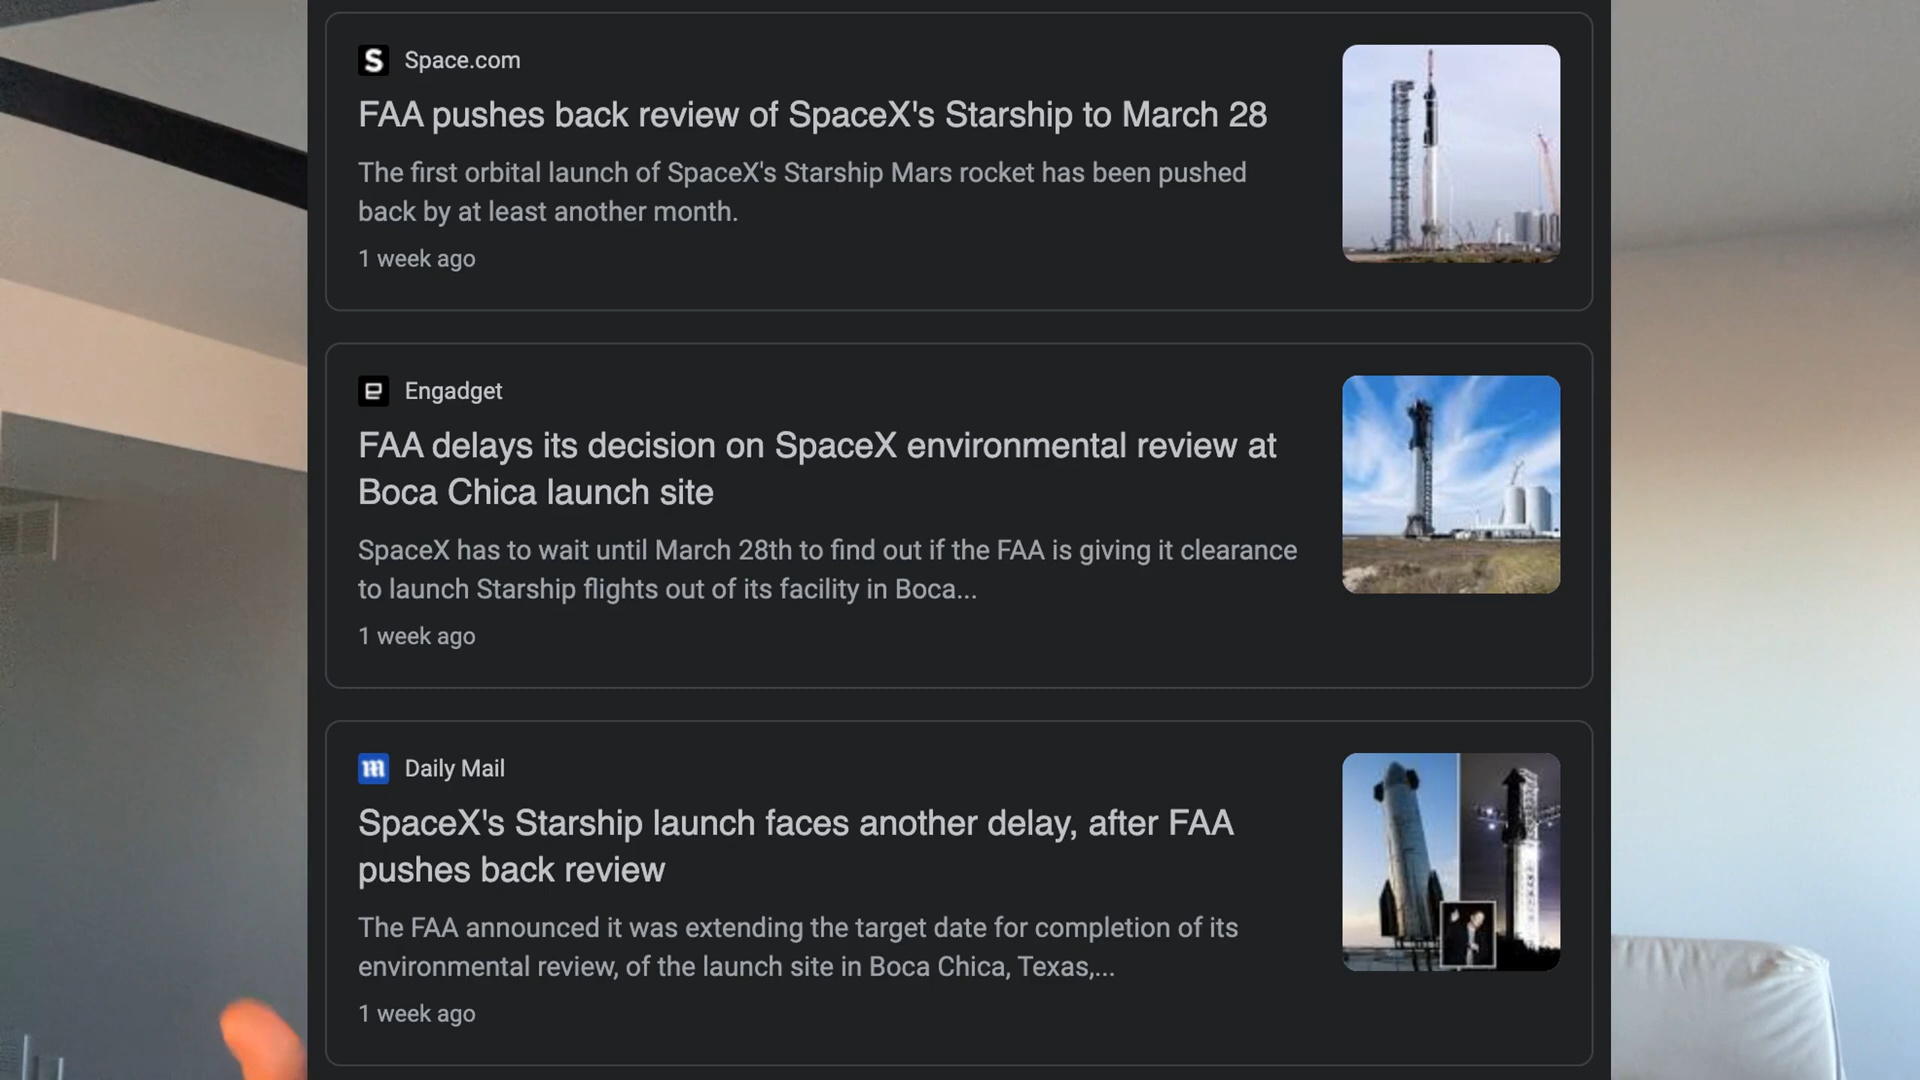 Space.com
FAA pushes back review of SpaceX's Starship to March 28
The first orbital launch of SpaceX's Starship Mars rocket has been pushed
back by at least another month.
1 week ago
Engadget
FAA delays its decision on SpaceX environmental review at
Boca Chica launch site
SpaceX has to wait until March 28th to find out if the FAA is giving it clearance
to launch Starship flights out of its facility in Boca...
1 week ago
Daily Mail
SpaceX's Starship launch faces another delay, after FAA
pushes back review
The FAA announced it was extending the target date for completion of its
environmental review, of the launch site in Boca Chica, Texas,...
1 week ago